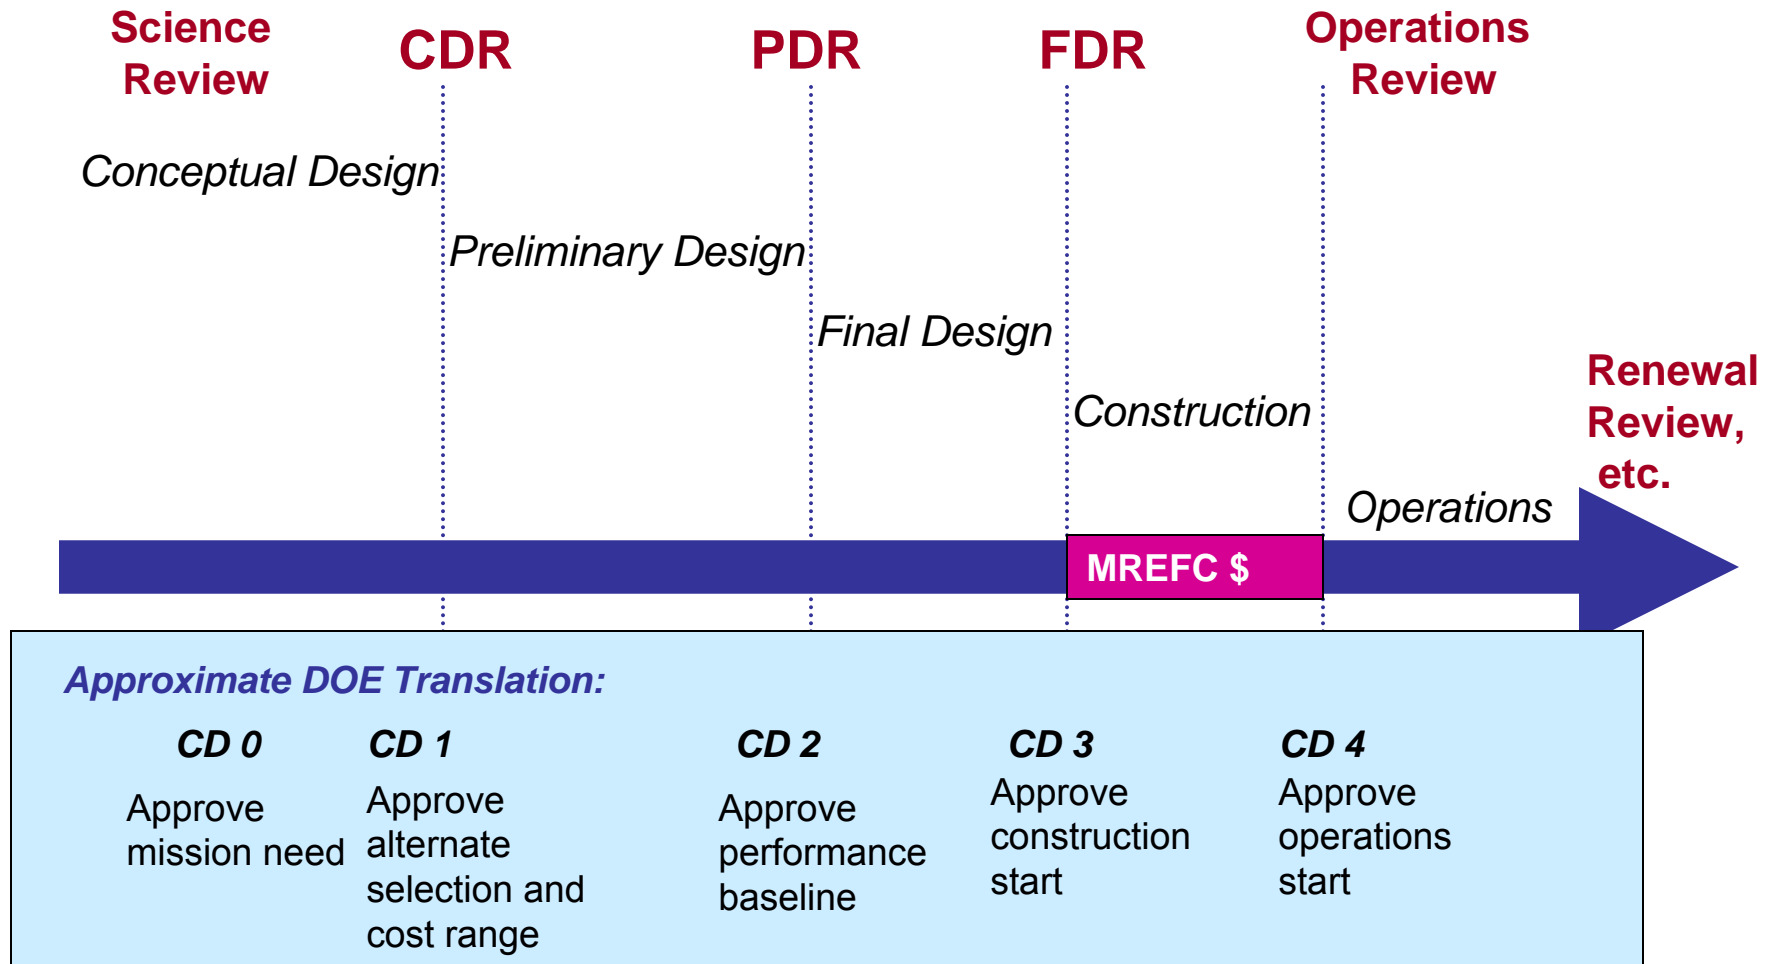 Science
Review
CDR
PDR
FDR
Operations
Review
Conceptual Design
Preliminary Design
Final Design
Construction
Operations
Renewal
Review,
etc.
MREFC $
Approximate DOE Translation:
CD 0
Approve
mission need
CD 1
Approve
alternate
selection and
cost range
CD 2
Approve
performance
baseline
CD 3
Approve
construction
start
CD 4
Approve
operations
start